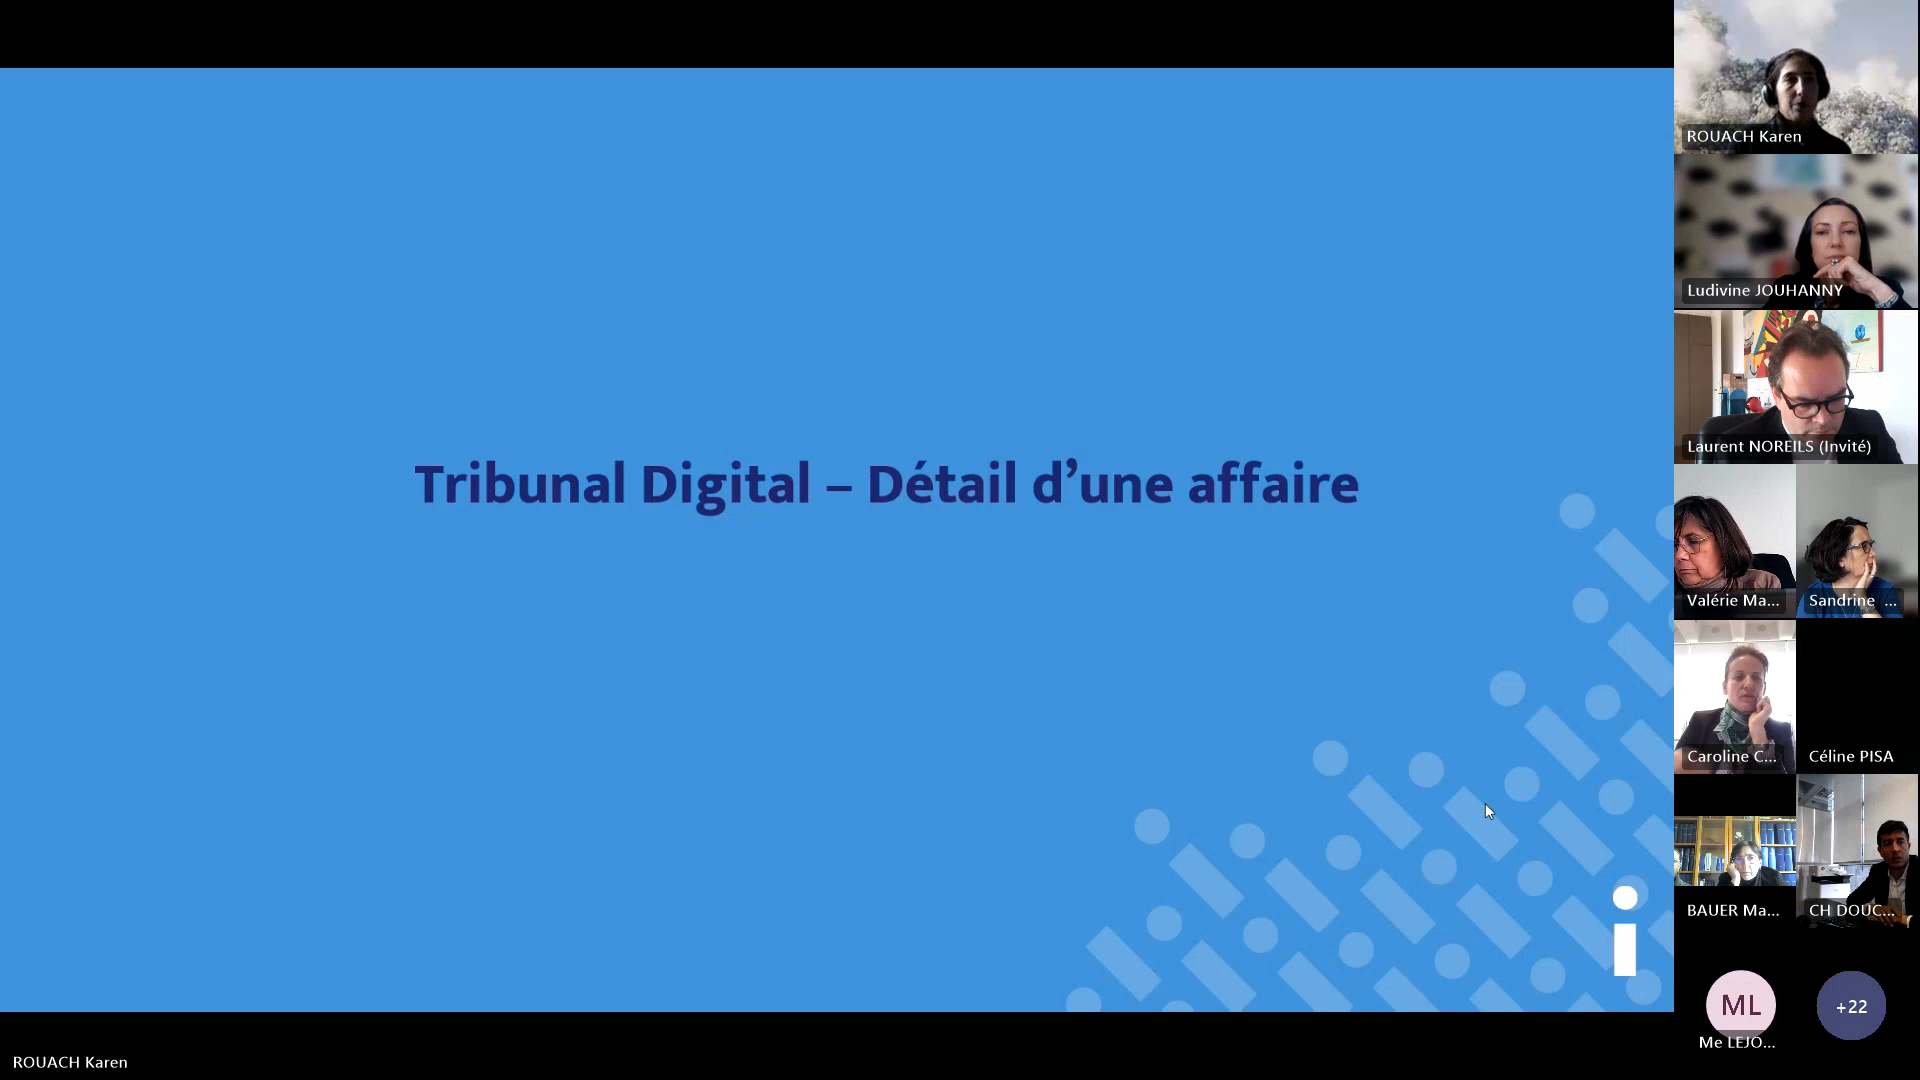 Tribunal Digital – Détail d’une affaire
ROUACH Karen
ROUACH Karen
Ludivine JOUHANNY
Laurent NOREILS (Invité)
Valérie Ma...
Sandrine ...
Caroline C...
Céline PISA
BAUER Ma...
CH DOUC...
ML
Me LEJO...
+22